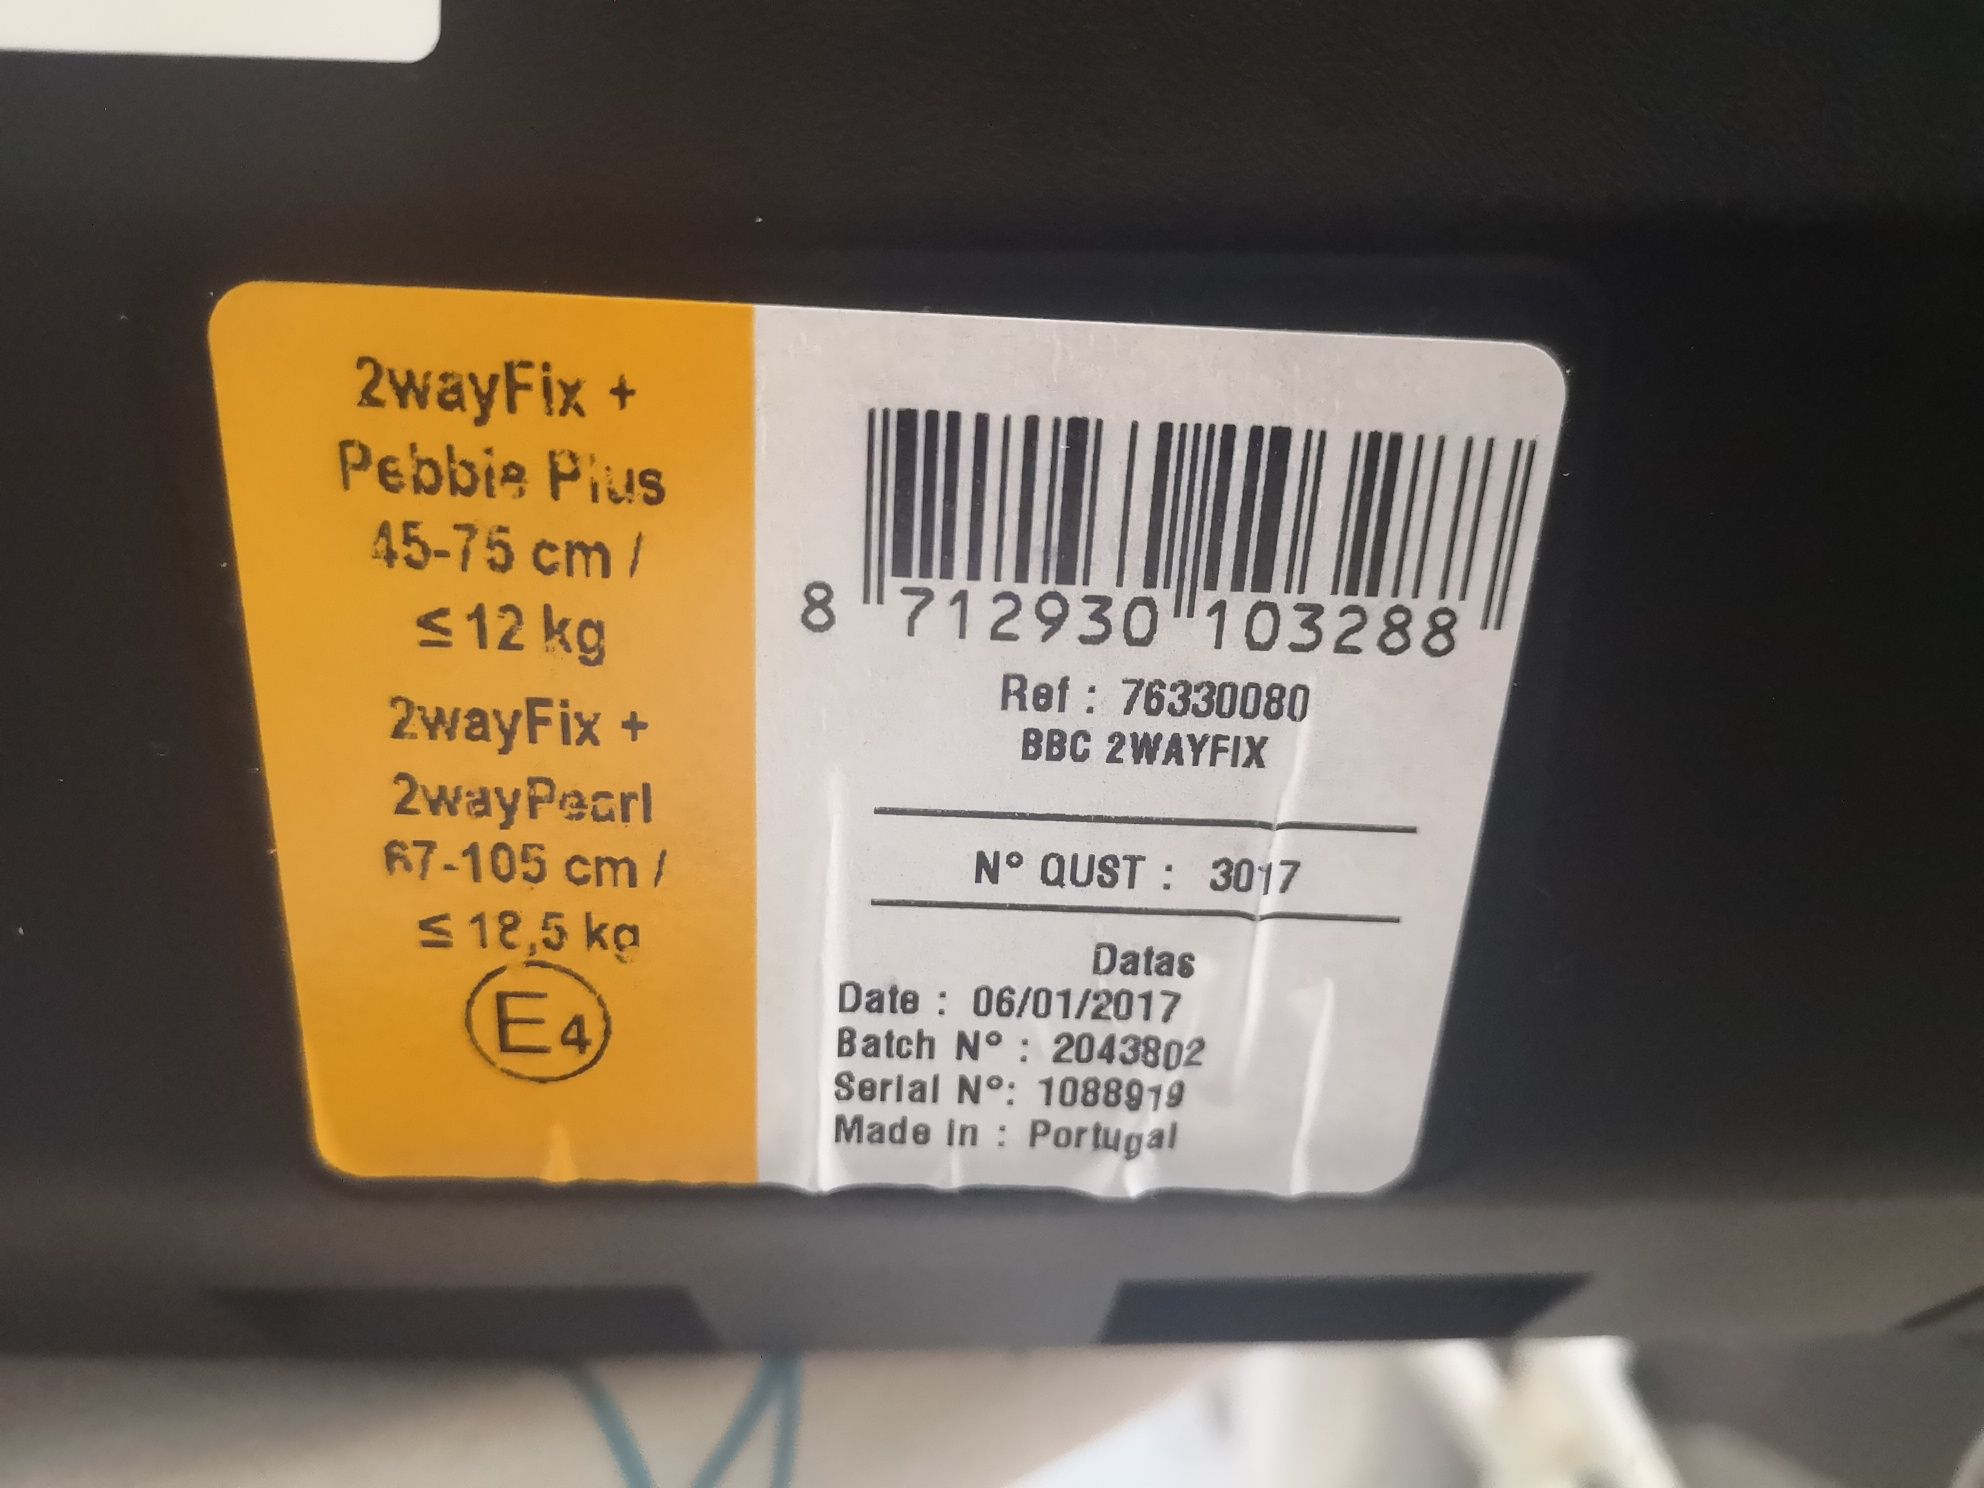 2wayFix +
Pebble Plus
45-75 cm /
≤ 12 kg
2wayFix +
2wayPearl
67-105 cm /
≤ 18,5 kg
E4
8 712930 103288
Ref : 76330080
BBC 2WAYFIX
N° QUST : 3017
Datas
Date : 06/01/2017
Batch N° : 2043802
Serial N°: 1088919
Made in : Portugal